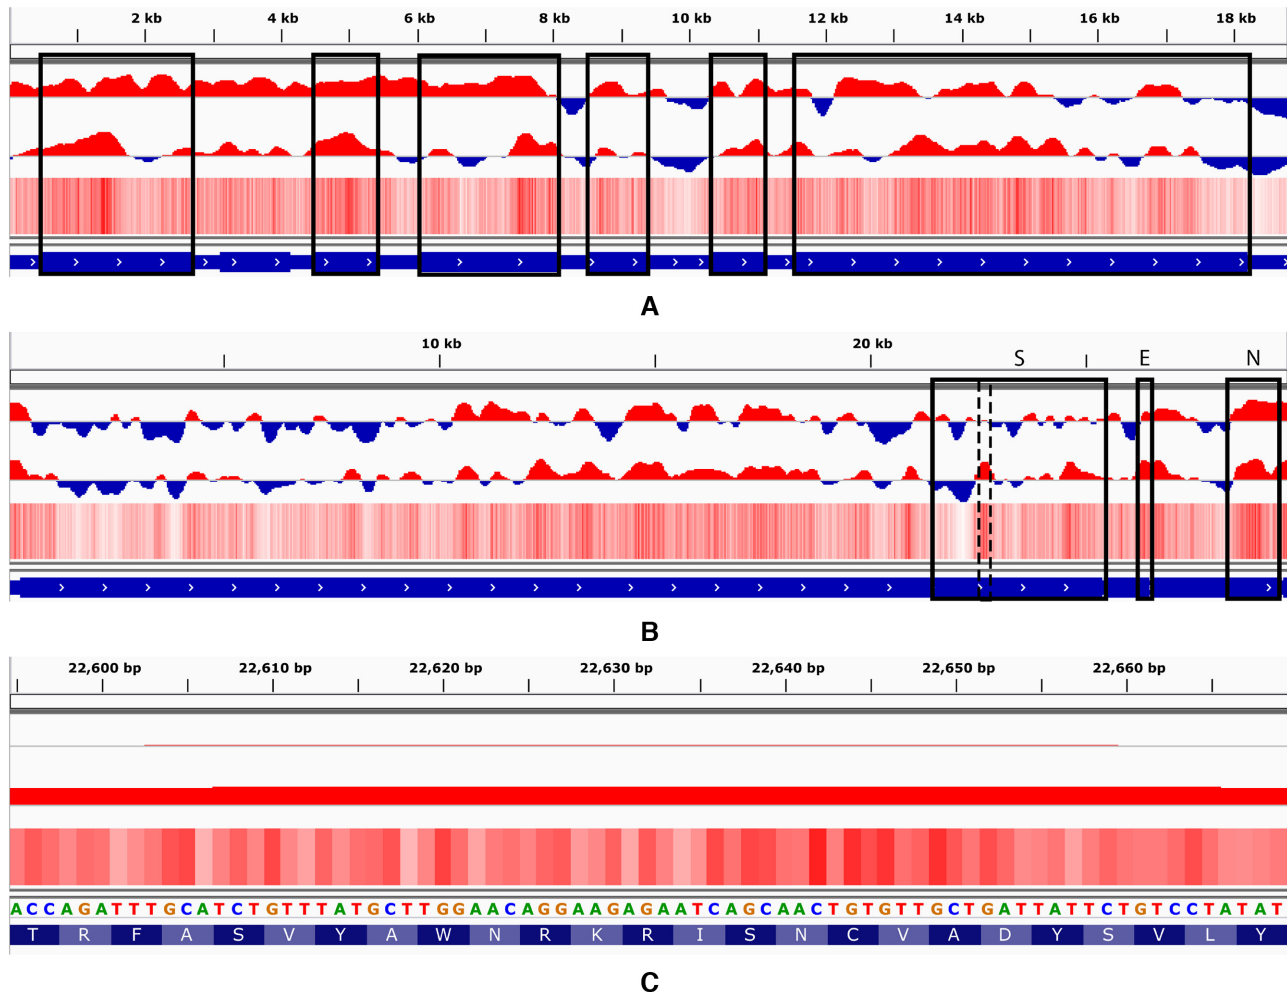 2 kb 4 kb 6 kb 8 kb 10 kb 12 kb 14 kb 16 kb 18 kb
A
10 kb 20 kb
S E N
B
22,600 bp 22,610 bp 22,620 bp 22,630 bp 22,640 bp 22,650 bp 22,660 bp
A C C A G A T T T G C A T C T G T T T A T G C T T G G A A C A G G A A G A G A A T C A G C A A C T G T G T T G C T G A T T A T T C T G T C C T A T A T
T R F A S V Y A W N R K R I S N C V A D Y S V L Y
C